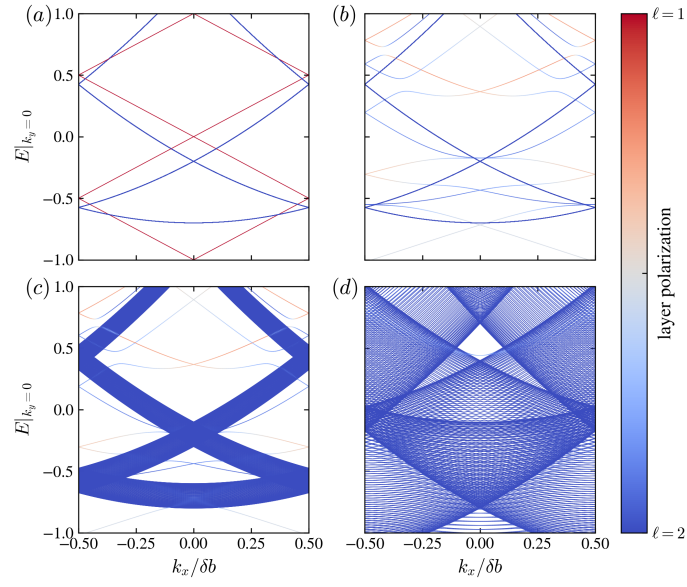 (a)
(b)
ℓ=1
1.0
0.5
0.0
−0.5
−1.0
E|ₖᵧ₌₀
layer polarization
(c)
(d)
1.0
0.5
0.0
−0.5
−1.0
E|ₖᵧ₌₀
ℓ=2
−0.50 −0.25 0.00 0.25 0.50
−0.50 −0.25 0.00 0.25 0.50
kₓ/δb
kₓ/δb